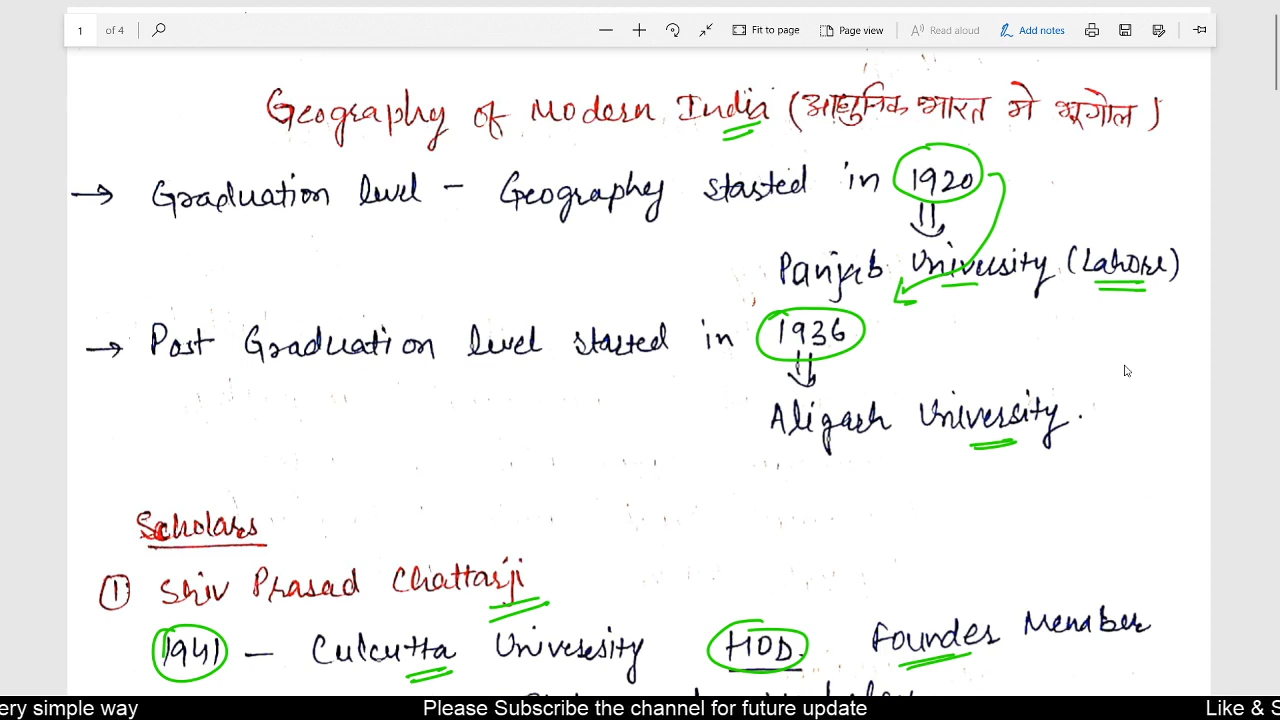 1 of 4 Fit to page Page view Read aloud Add notes
Geography of Modern India (आधुनिक भारत मे भूगोल)
→ Graduation level - Geography started in 1920
Panjab University (Lahore)
→ Post Graduation level started in 1936
Aligarh University.
Scholars
① Shiv Prasad Chattarji
1941 - Culcutta University HOD. Founder Member
ery simple way Please Subscribe the channel for future update Like & S